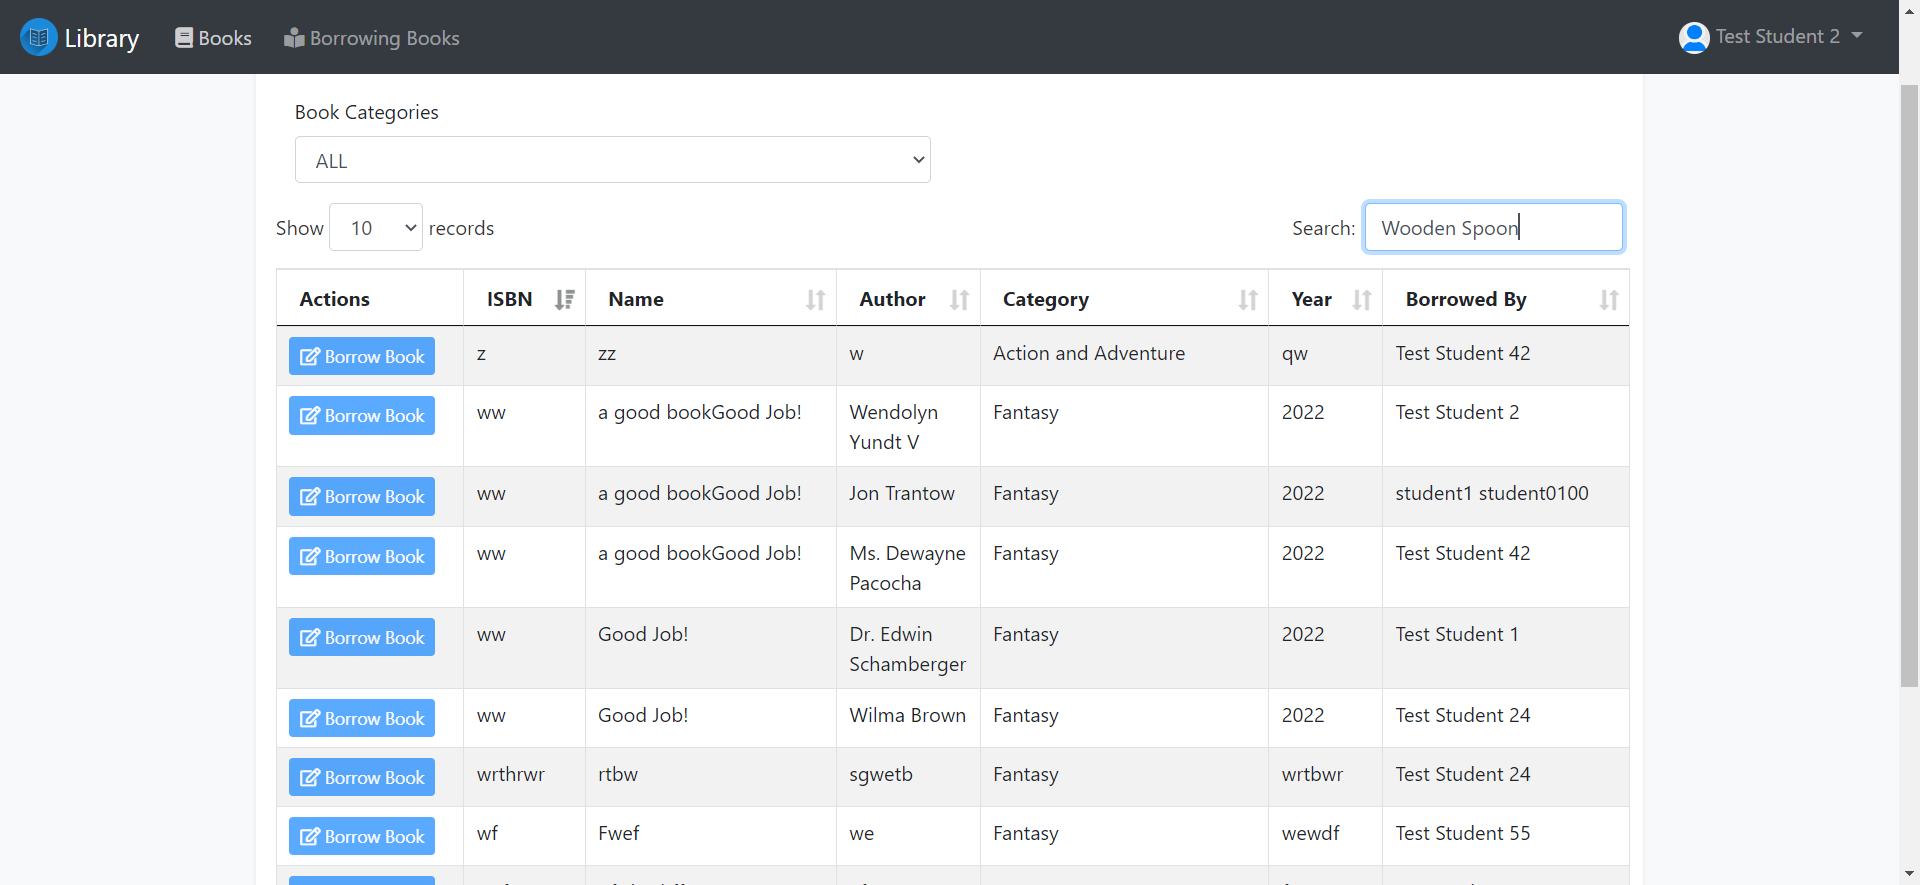 Library Books Borrowing Books Test Student 2
Book Categories
ALL
Show 10 records Search: Wooden Spoon
Actions ISBN Name Author Category Year Borrowed By
Borrow Book z zz w Action and Adventure qw Test Student 42
Borrow Book ww a good bookGood Job! Wendolyn Fantasy 2022 Test Student 2
Yundt V
Borrow Book ww a good bookGood Job! Jon Trantow Fantasy 2022 student1 student0100
Borrow Book ww a good bookGood Job! Ms. Dewayne Fantasy 2022 Test Student 42
Pacocha
Borrow Book ww Good Job! Dr. Edwin Fantasy 2022 Test Student 1
Schamberger
Borrow Book ww Good Job! Wilma Brown Fantasy 2022 Test Student 24
Borrow Book wrthrwr rtbw sgwetb Fantasy wrtbwr Test Student 24
Borrow Book wf Fwef we Fantasy wewdf Test Student 55